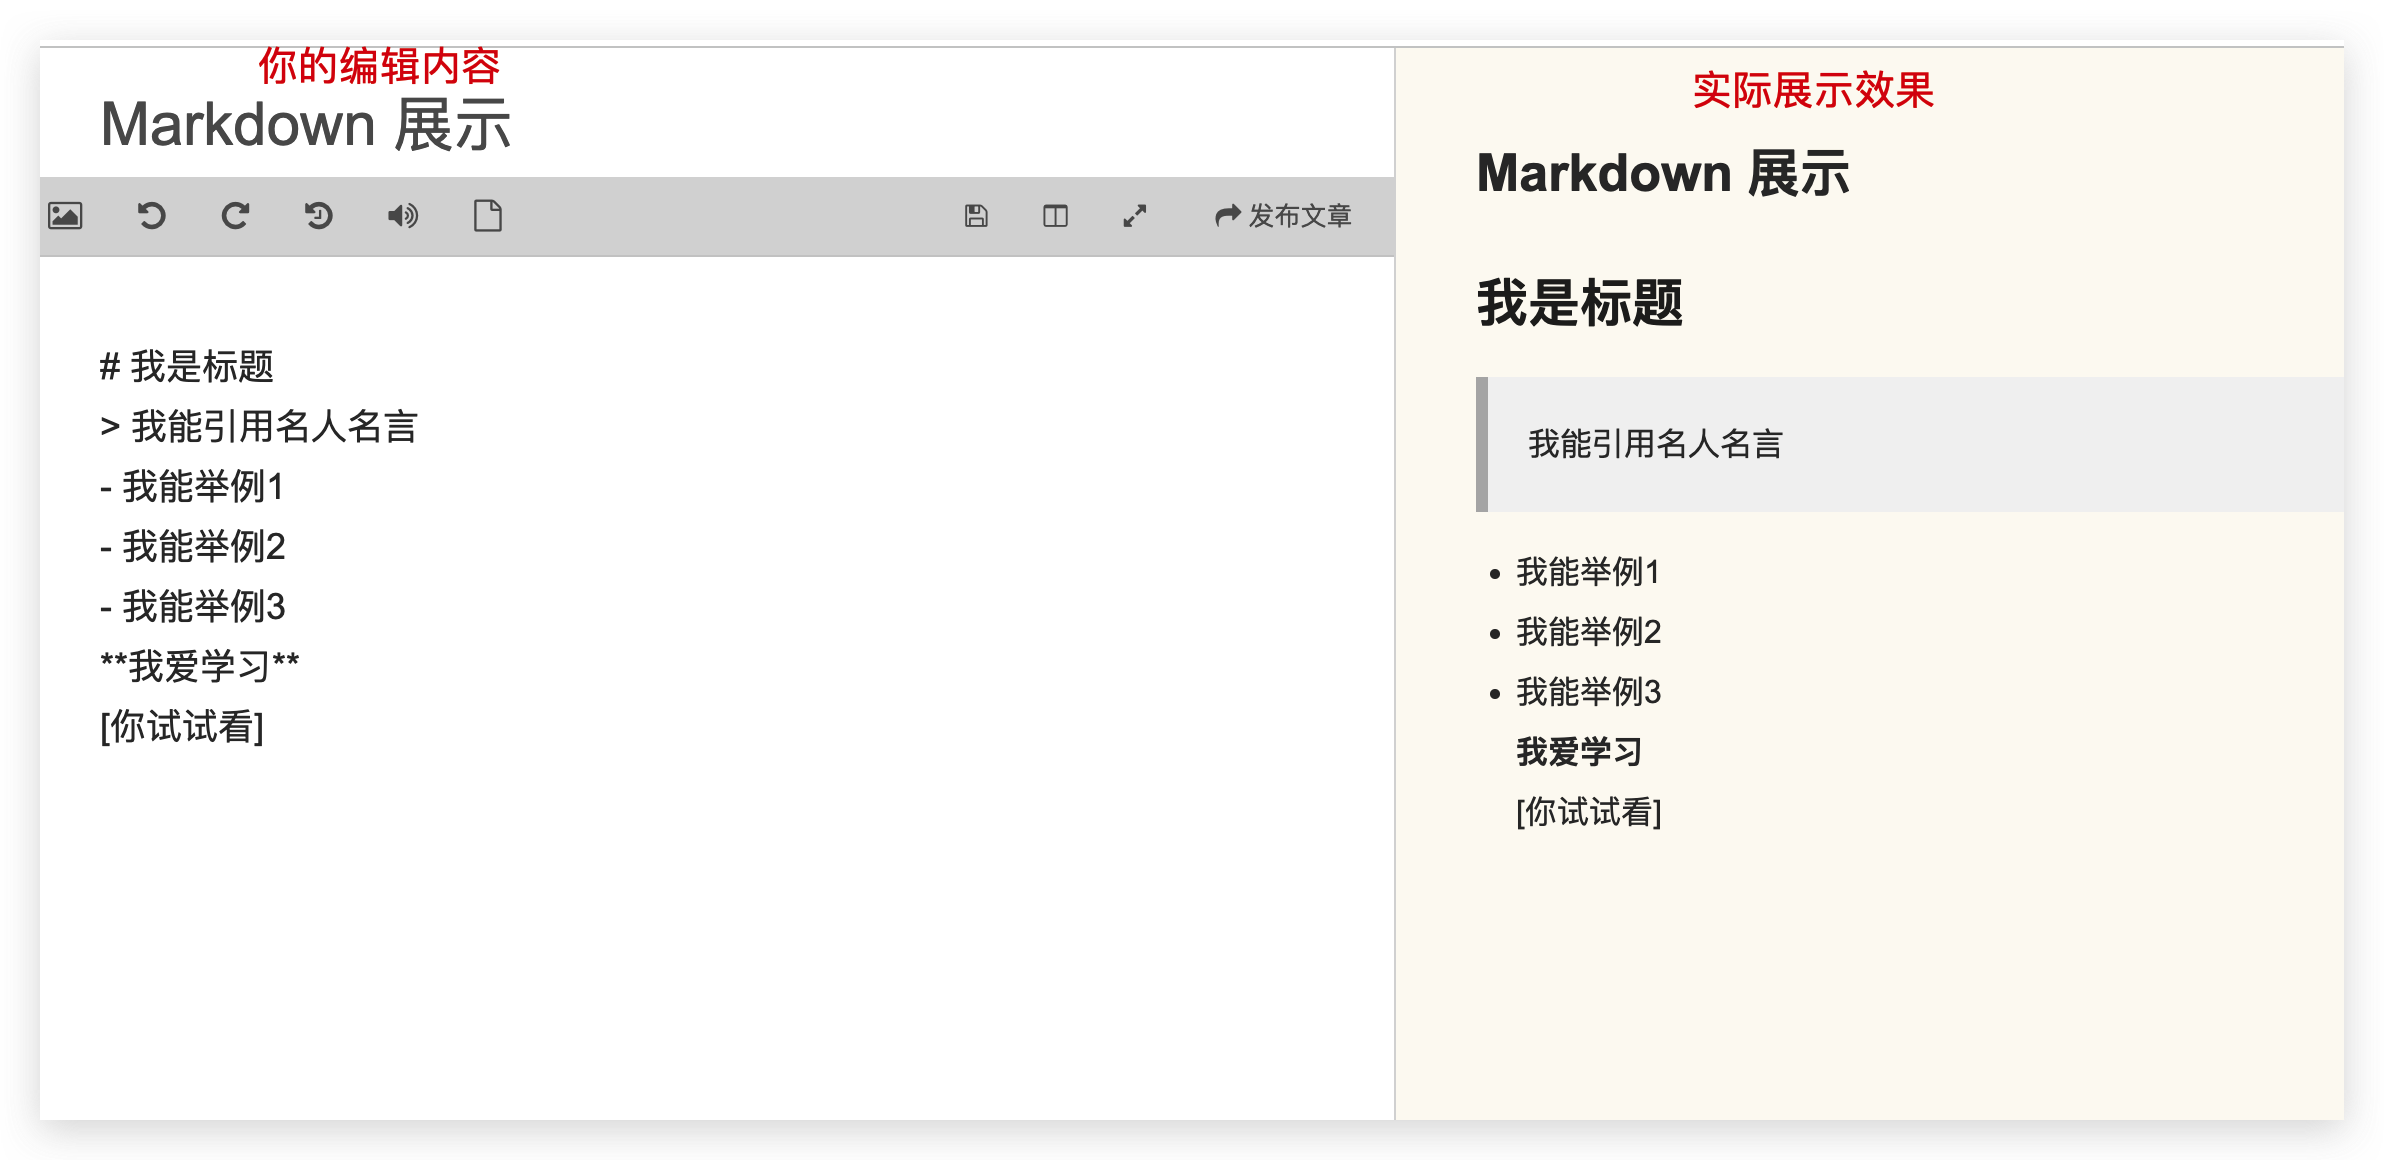 你的编辑内容
Markdown 展示
发布文章
# 我是标题
> 我能引用名人名言
- 我能举例1
- 我能举例2
- 我能举例3
**我爱学习**
[你试试看]
实际展示效果
Markdown 展示
我是标题
我能引用名人名言
• 我能举例1
• 我能举例2
• 我能举例3
我爱学习
[你试试看]